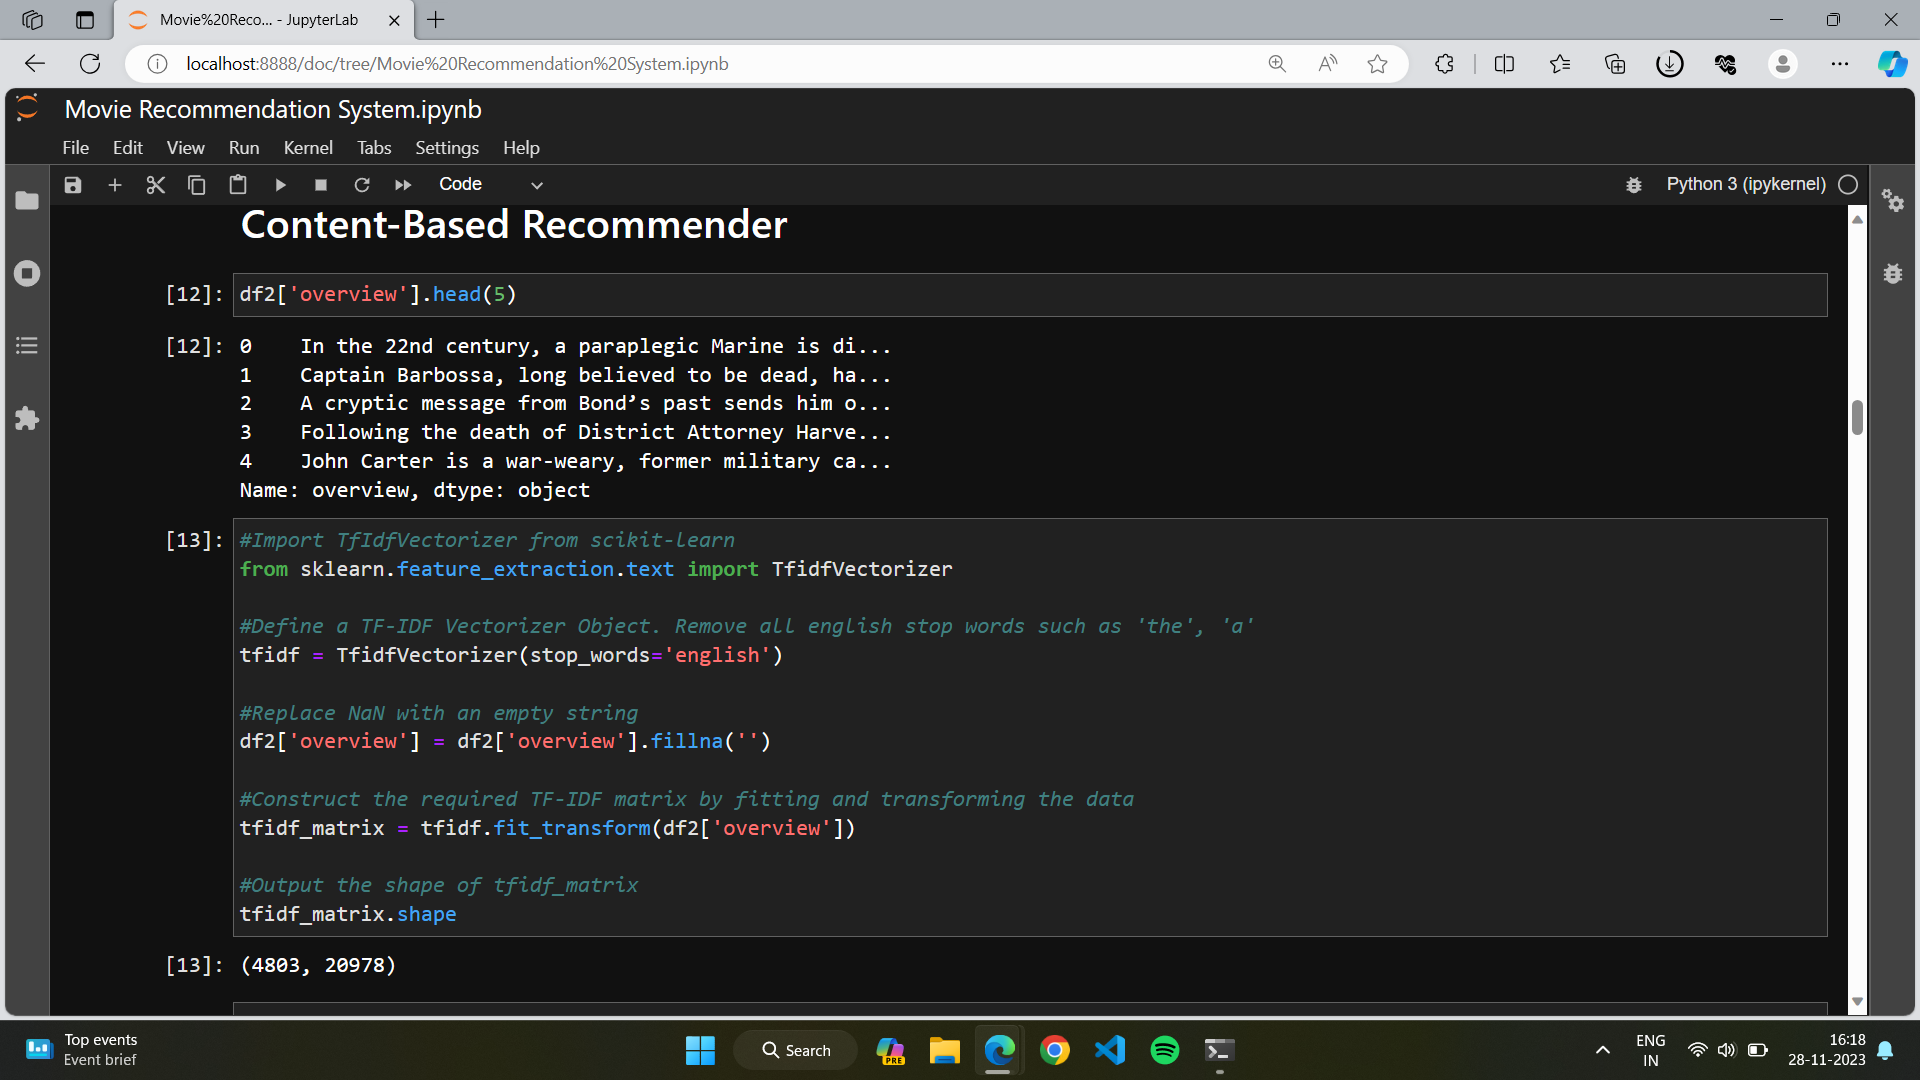 Movie%20Reco... - JupyterLab
localhost:8888/doc/tree/Movie%20Recommendation%20System.ipynb
Movie Recommendation System.ipynb
File Edit View Run Kernel Tabs Settings Help
Code
Python 3 (ipykernel)
Content-Based Recommender
[12]: df2['overview'].head(5)
[12]: 0    In the 22nd century, a paraplegic Marine is di...
1    Captain Barbossa, long believed to be dead, ha...
2    A cryptic message from Bond’s past sends him o...
3    Following the death of District Attorney Harve...
4    John Carter is a war-weary, former military ca...
Name: overview, dtype: object
[13]: #Import TfIdfVectorizer from scikit-learn
from sklearn.feature_extraction.text import TfidfVectorizer
#Define a TF-IDF Vectorizer Object. Remove all english stop words such as 'the', 'a'
tfidf = TfidfVectorizer(stop_words='english')
#Replace NaN with an empty string
df2['overview'] = df2['overview'].fillna('')
#Construct the required TF-IDF matrix by fitting and transforming the data
tfidf_matrix = tfidf.fit_transform(df2['overview'])
#Output the shape of tfidf_matrix
tfidf_matrix.shape
[13]: (4803, 20978)
Top events
Event brief
Search
PRE
ENG
IN
16:18
28-11-2023